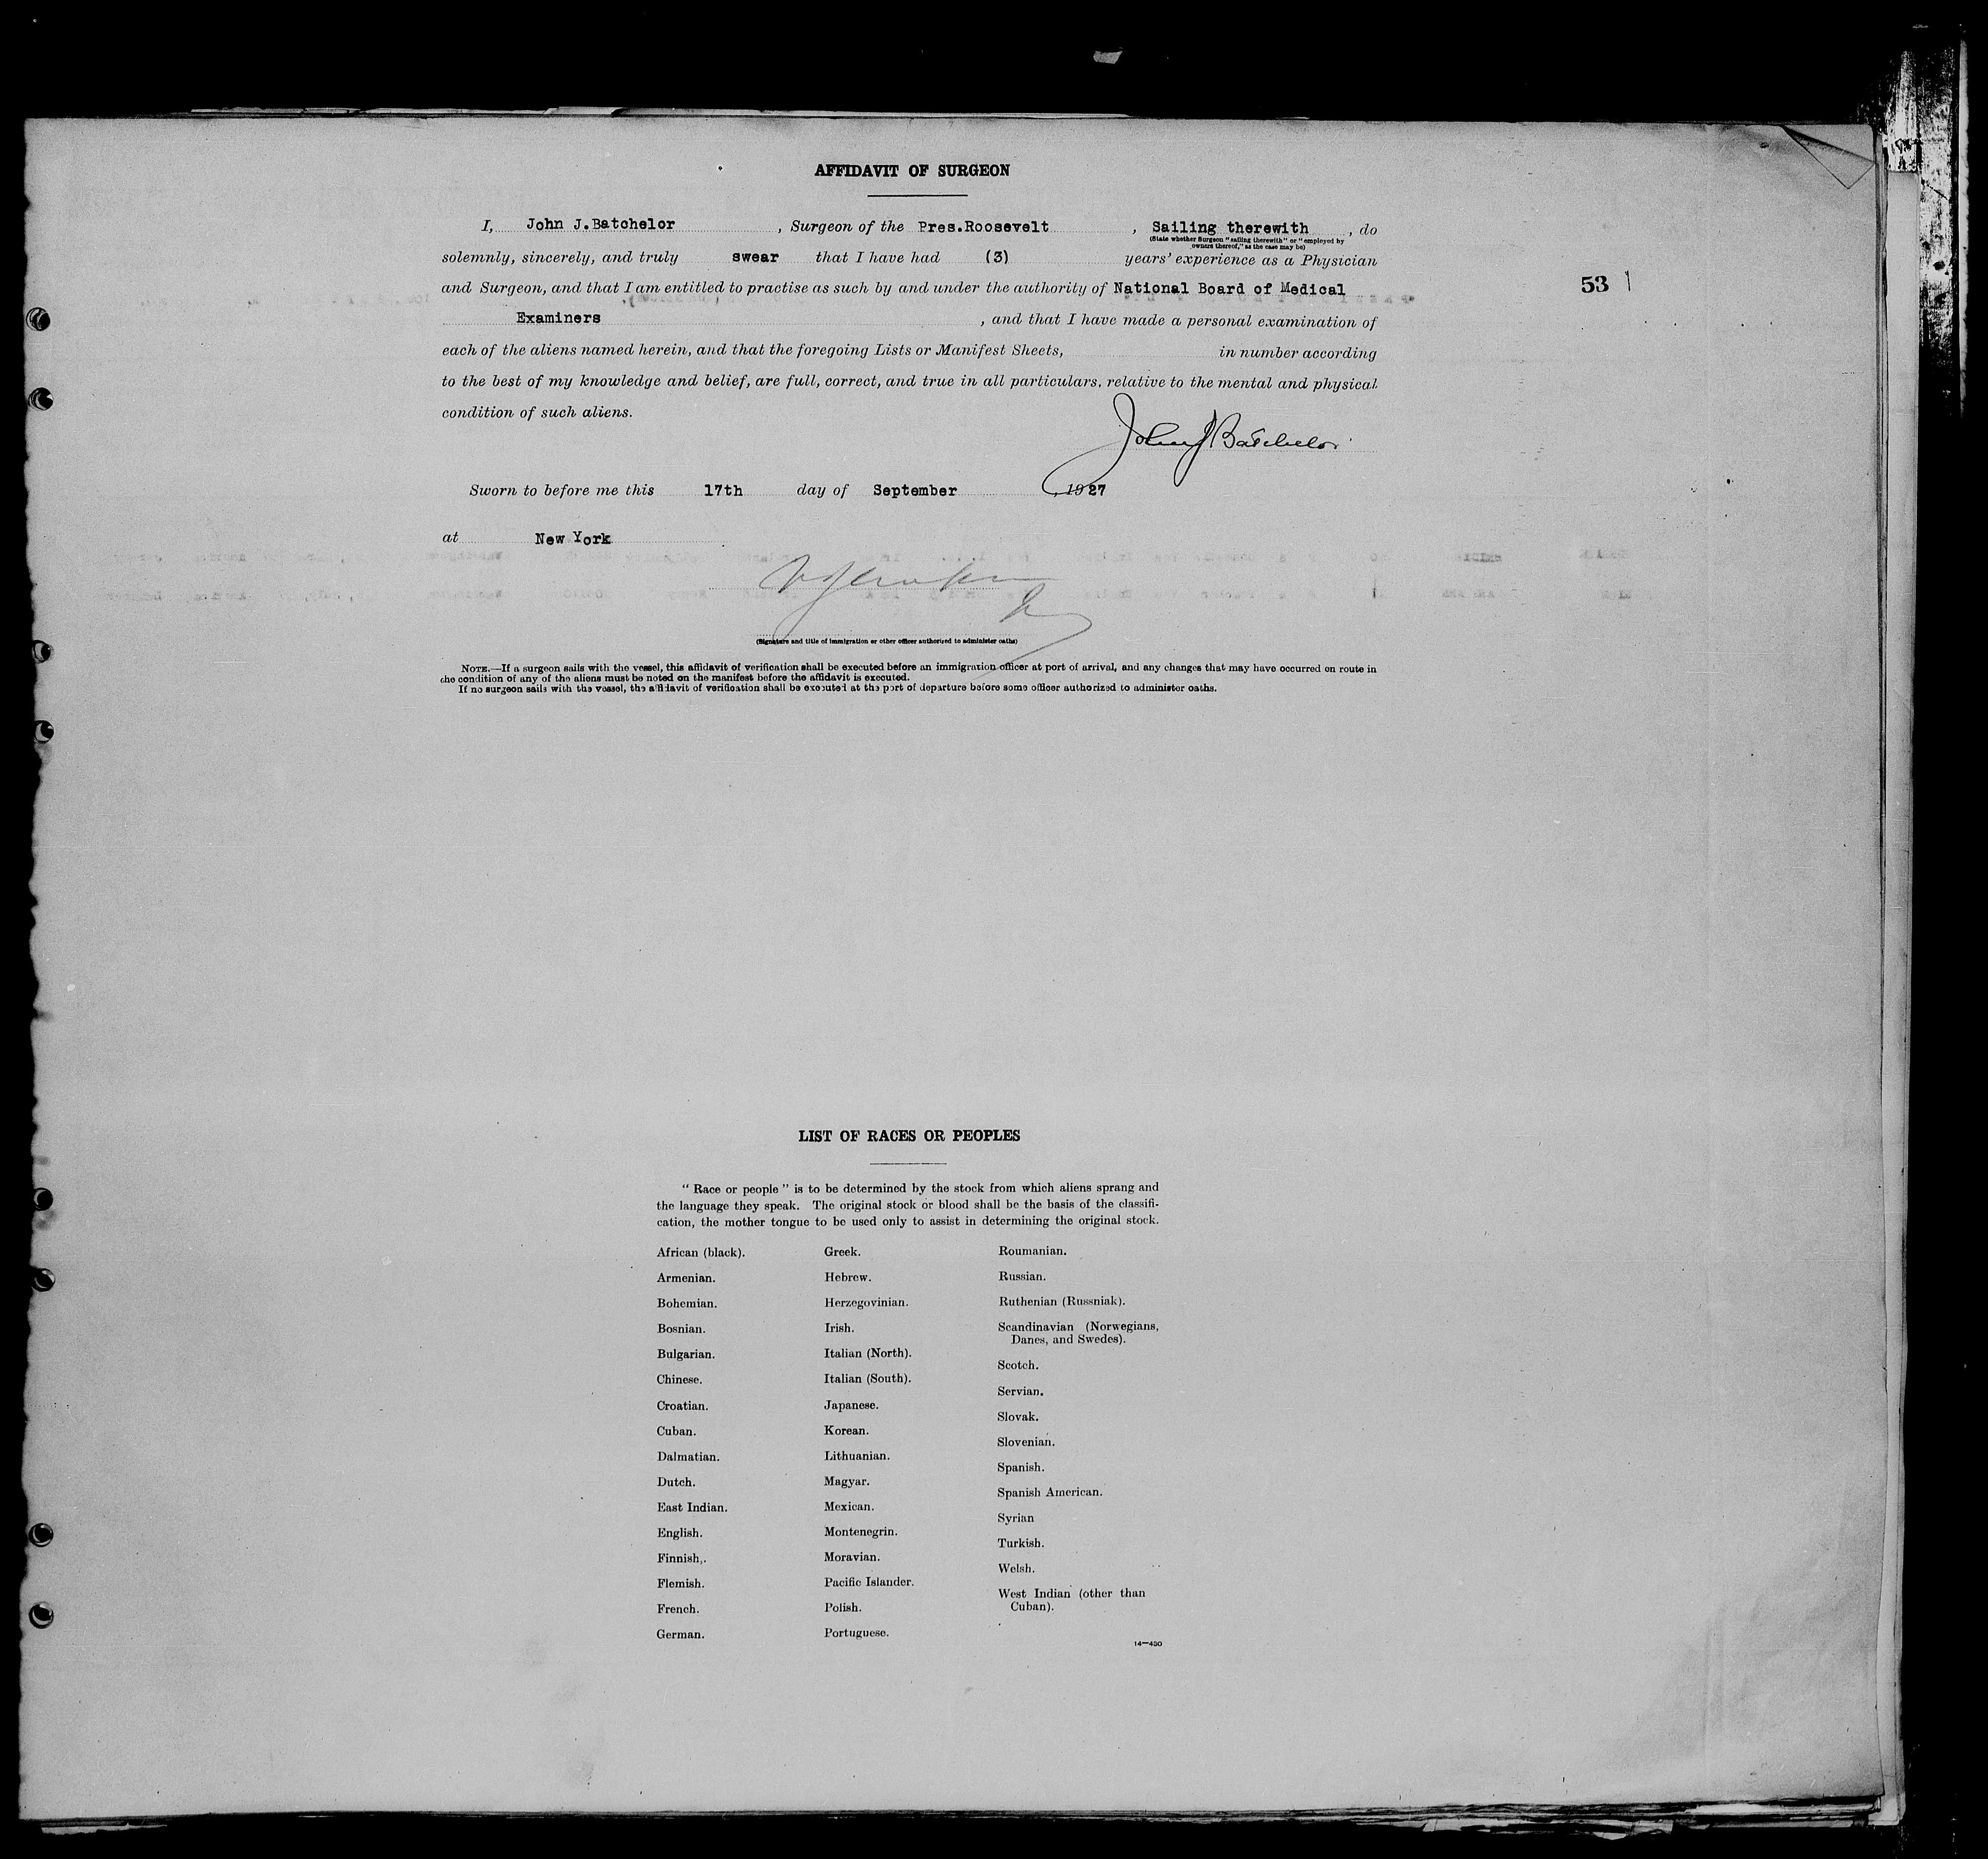 AFFIDAVIT OF SURGEON
I, John J.Batchelor , Surgeon of the Pres.Roosevelt , Sailing therewith , do
(State whether Surgeon "sailing therewith" or "employed by
owners thereof," as the case may be)
solemnly, sincerely, and truly swear that I have had (3) years' experience as a Physician
and Surgeon, and that I am entitled to practise as such by and under the authority of National Board of Medical
Examiners , and that I have made a personal examination of
each of the aliens named herein, and that the foregoing Lists or Manifest Sheets, in number according
to the best of my knowledge and belief, are full, correct, and true in all particulars, relative to the mental and physical
condition of such aliens.
53
John J Batchelor
Sworn to before me this 17th day of September , 1927
at New York
(Signature and title of immigration or other officer authorized to administer oaths)
NOTE.—If a surgeon sails with the vessel, this affidavit of verification shall be executed before an immigration officer at port of arrival, and any changes that may have occurred on route in
the condition of any of the aliens must be noted on the manifest before the affidavit is executed.
If no surgeon sails with the vessel, the affidavit of verification shall be executed at the port of departure before some officer authorized to administer oaths.
LIST OF RACES OR PEOPLES
" Race or people " is to be determined by the stock from which aliens sprang and
the language they speak. The original stock or blood shall be the basis of the classifi-
cation, the mother tongue to be used only to assist in determining the original stock.
African (black).
Armenian.
Bohemian.
Bosnian.
Bulgarian.
Chinese.
Croatian.
Cuban.
Dalmatian.
Dutch.
East Indian.
English.
Finnish.
Flemish.
French.
German.
Greek.
Hebrew.
Herzegovinian.
Irish.
Italian (North).
Italian (South).
Japanese.
Korean.
Lithuanian.
Magyar.
Mexican.
Montenegrin.
Moravian.
Pacific Islander.
Polish.
Portuguese.
Roumanian.
Russian.
Ruthenian (Russniak).
Scandinavian (Norwegians,
Danes, and Swedes).
Scotch.
Servian.
Slovak.
Slovenian.
Spanish.
Spanish American.
Syrian
Turkish.
Welsh.
West Indian (other than
Cuban).
14—430